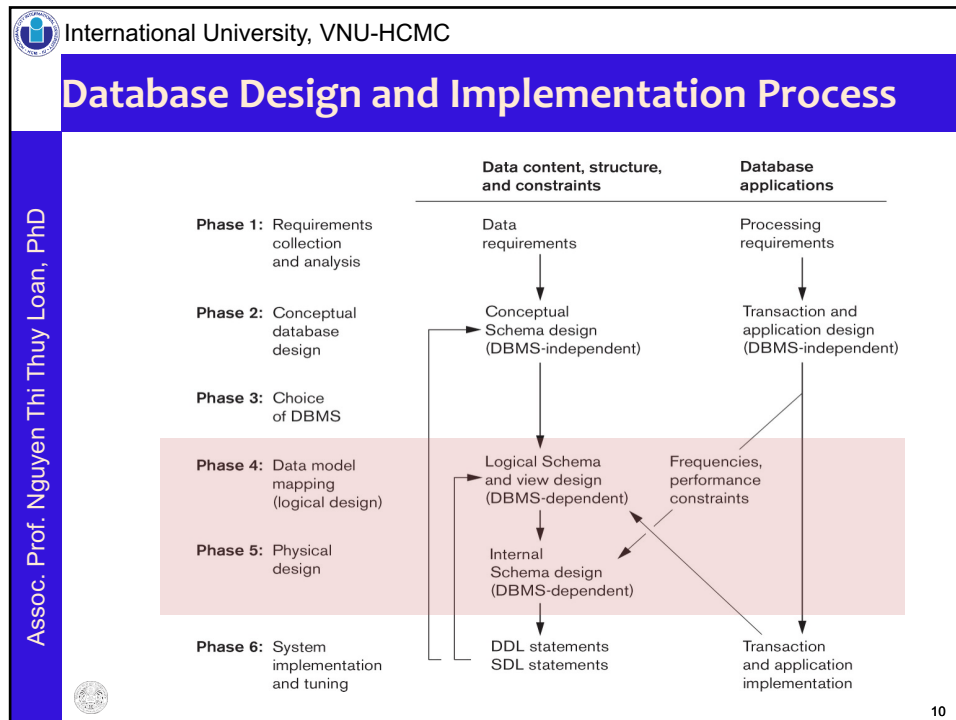 International University, VNU-HCMC
Database Design and Implementation Process
Assoc. Prof. Nguyen Thi Thuy Loan, PhD
Data content, structure,
and constraints
Database
applications
Phase 1: Requirements
collection
and analysis
Data
requirements
Processing
requirements
Phase 2: Conceptual
database
design
Conceptual
Schema design
(DBMS-independent)
Transaction and
application design
(DBMS-independent)
Phase 3: Choice
of DBMS
Phase 4: Data model
mapping
(logical design)
Logical Schema
and view design
(DBMS-dependent)
Frequencies,
performance
constraints
Phase 5: Physical
design
Internal
Schema design
(DBMS-dependent)
Phase 6: System
implementation
and tuning
DDL statements
SDL statements
Transaction
and application
implementation
10